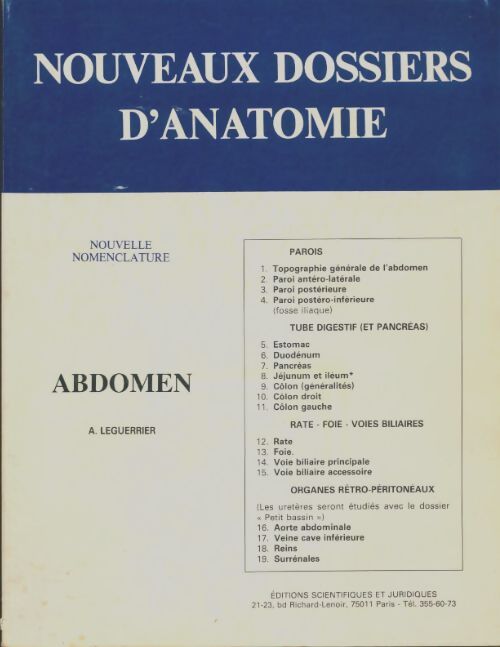 NOUVEAUX DOSSIERS
D'ANATOMIE
NOUVELLE
NOMENCLATURE
ABDOMEN
A. LEGUERRIER
PAROIS
1. Topographie générale de l'abdomen
2. Paroi antéro-latérale
3. Paroi postérieure
4. Paroi postéro-inférieure
(fosse iliaque)
TUBE DIGESTIF (ET PANCRÉAS)
5. Estomac
6. Duodénum
7. Pancréas
8. Jéjunum et iléum*
9. Côlon (généralités)
10. Côlon droit
11. Côlon gauche
RATE - FOIE - VOIES BILIAIRES
12. Rate
13. Foie.
14. Voie biliaire principale
15. Voie biliaire accessoire
ORGANES RÉTRO-PÉRITONÉAUX
(Les uretères seront étudiés avec le dossier
« Petit bassin »)
16. Aorte abdominale
17. Veine cave inférieure
18. Reins
19. Surrénales
ÉDITIONS SCIENTIFIQUES ET JURIDIQUES
21-23, bd Richard-Lenoir, 75011 Paris - Tél. 355-60-73